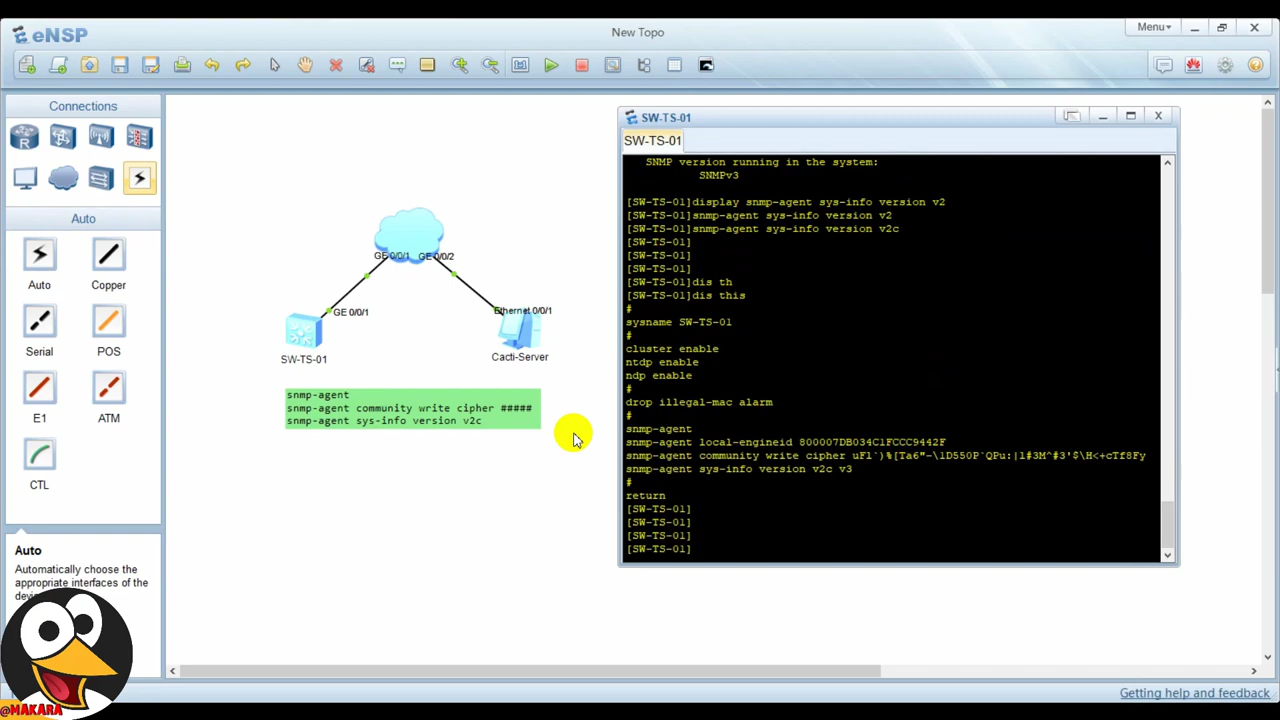 eNSP
New Topo
Menu
Connections
R
Auto
Auto
Copper
Serial
POS
E1
ATM
CTL
Auto
Automatically choose the
appropriate interfaces of the
@MAKARA
GE 0/0/1
GE 0/0/2
GE 0/0/1
Ethernet 0/0/1
SW-TS-01
Cacti-Server
snmp-agent
snmp-agent community write cipher #####
snmp-agent sys-info version v2c
SW-TS-01
SW-TS-01
SNMP version running in the system:
SNMPv3
[SW-TS-01]display snmp-agent sys-info version v2
[SW-TS-01]snmp-agent sys-info version v2
[SW-TS-01]snmp-agent sys-info version v2c
[SW-TS-01]
[SW-TS-01]
[SW-TS-01]
[SW-TS-01]dis th
[SW-TS-01]dis this
#
sysname SW-TS-01
#
cluster enable
ntdp enable
ndp enable
#
drop illegal-mac alarm
#
snmp-agent
snmp-agent local-engineid 800007DB034C1FCCC9442F
snmp-agent community write cipher
snmp-agent sys-info version v2c v3
#
return
[SW-TS-01]
[SW-TS-01]
[SW-TS-01]
[SW-TS-01]
Getting help and feedback